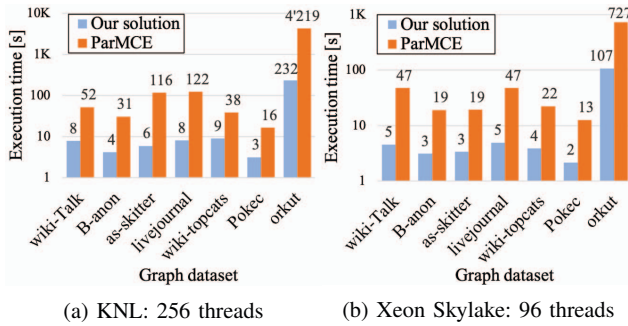 Execution time [s]
10K
1K
100
10
1
Our solution
ParMCE
8
52
4
31
6
116
8
122
9
38
3
16
232
4'219
wiki-Talk
B-anon
as-skitter
livejournal
wiki-topcats
Pokec
orkut
Graph dataset
(a) KNL: 256 threads
Execution time [s]
1K
100
10
1
Our solution
ParMCE
5
47
3
19
3
19
5
47
4
22
2
13
107
727
wiki-Talk
B-anon
as-skitter
livejournal
wiki-topcats
Pokec
orkut
Graph dataset
(b) Xeon Skylake: 96 threads